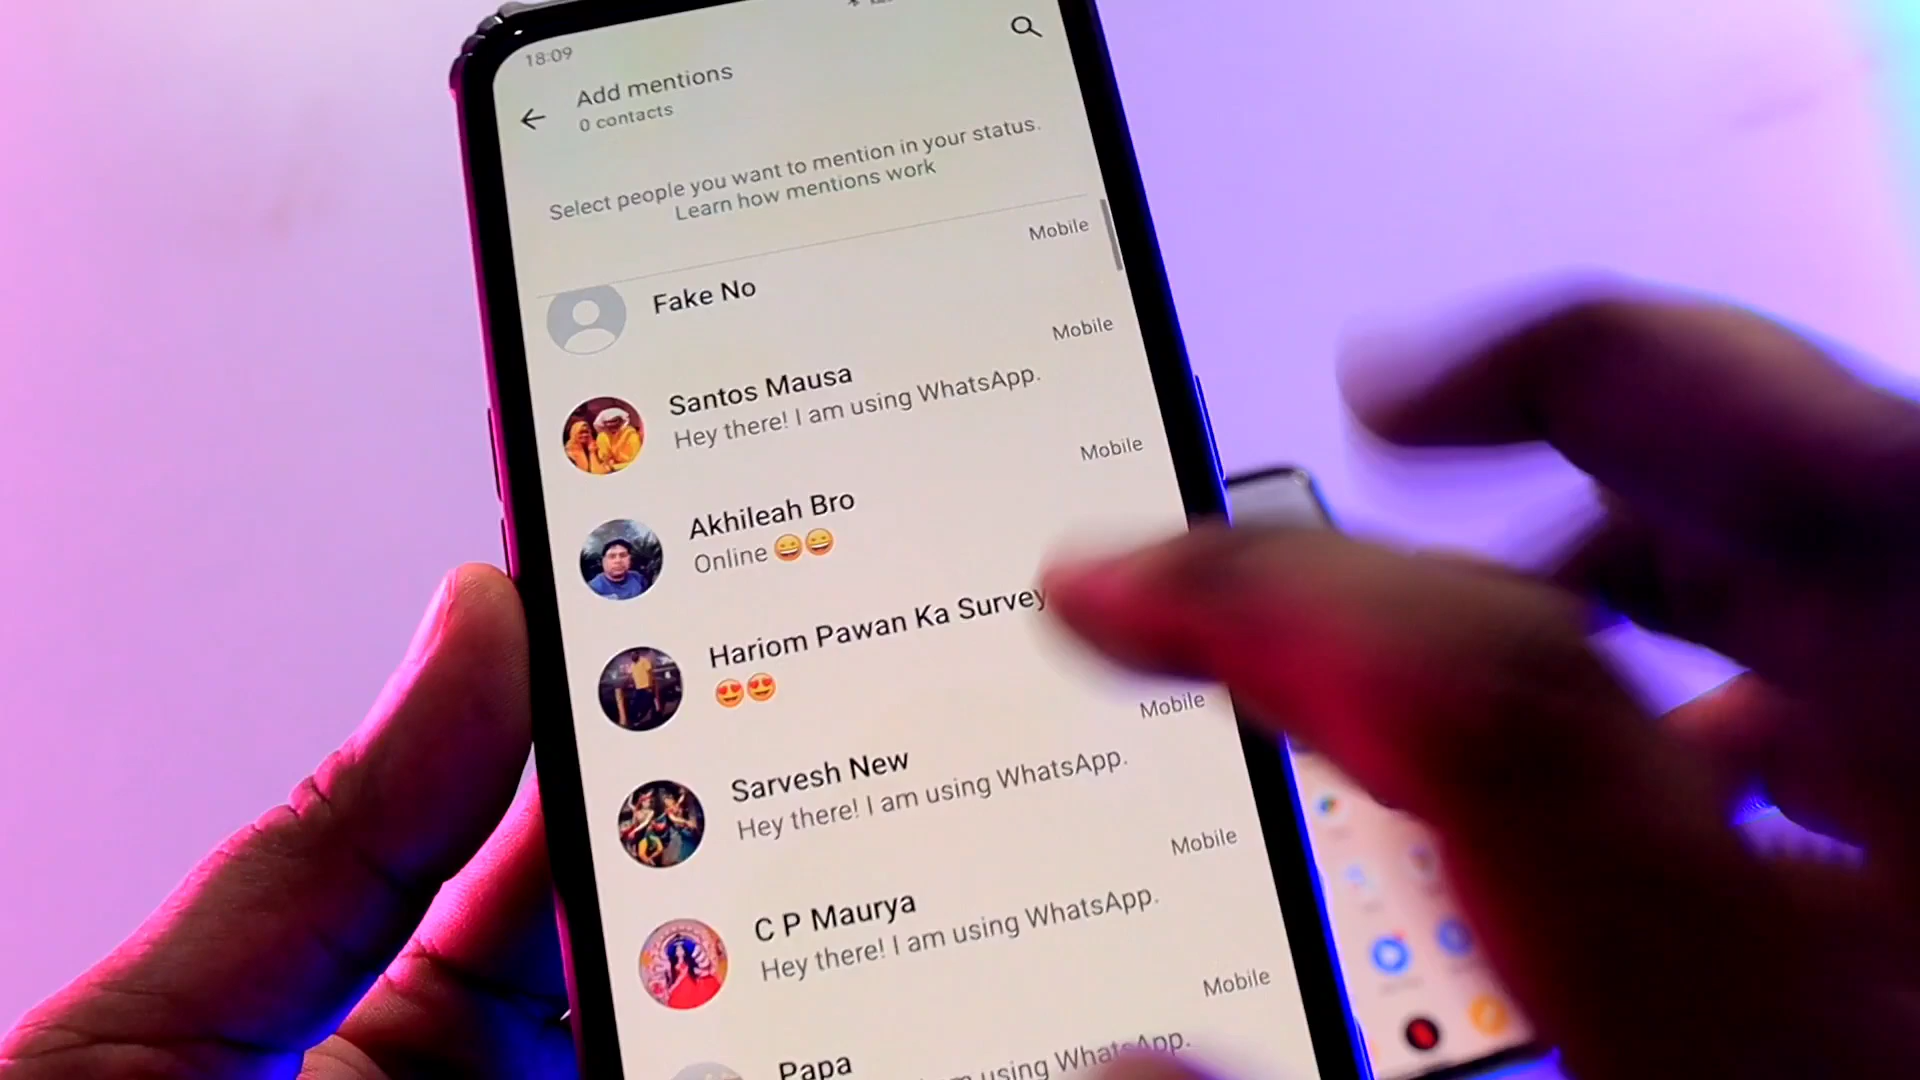 18:09
Add mentions
0 contacts
Select people you want to mention in your status.
Learn how mentions work
Mobile
Fake No
Mobile
Santos Mausa
Hey there! I am using WhatsApp.
Mobile
Akhileah Bro
Online 😄😄
Hariom Pawan Ka Survey
😍😍
Mobile
Sarvesh New
Hey there! I am using WhatsApp.
Mobile
C P Maurya
Hey there! I am using WhatsApp.
Mobile
Papa
using WhatsApp.